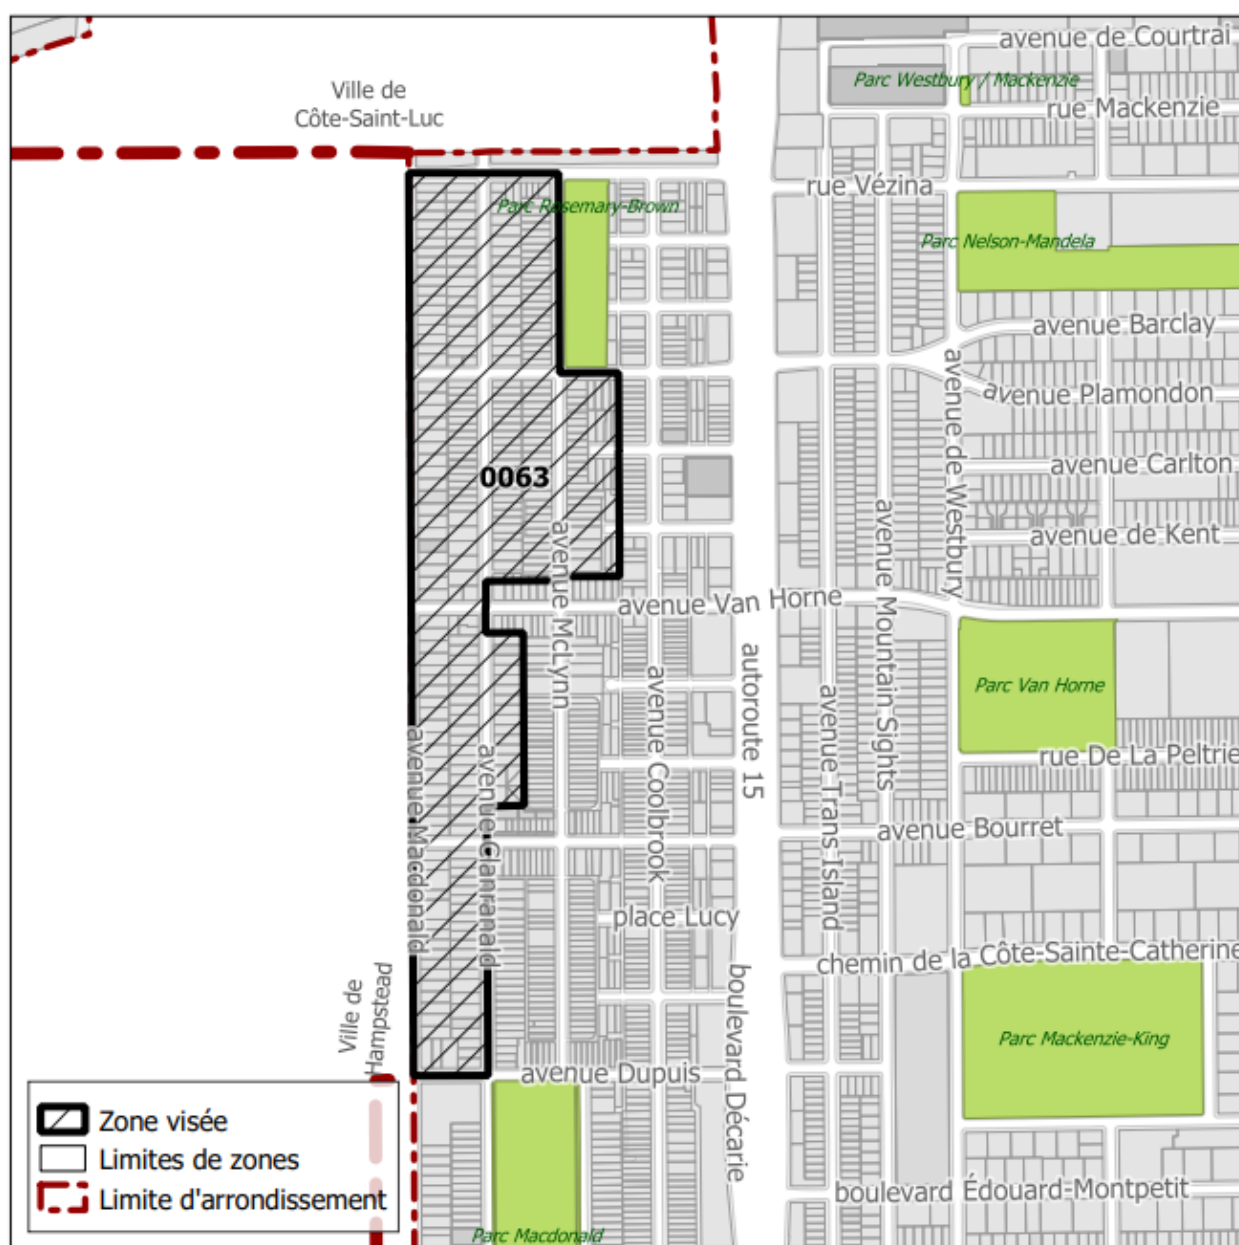 avenue de Courtrai
Parc Westbury / Mackenzie
Ville de
Côte-Saint-Luc
rue Mackenzie
rue Vézina
Parc Rosemary-Brown
Parc Nelson-Mandela
avenue Barclay
avenue Plamondon
avenue de Westbury
avenue Carlton
0063
avenue de Kent
avenue McLynn
avenue Mountain Sights
avenue Van Horne
Parc Van Horne
autoroute 15
avenue Coolbrook
avenue Trans Island
rue De La Peltrie
avenue Macdonald
avenue Clanranald
avenue Bourret
place Lucy
chemin de la Côte-Sainte-Catherine
boulevard Décarie
Ville de
Hampstead
Parc Mackenzie-King
avenue Dupuis
Zone visée
Limites de zones
Limite d'arrondissement
boulevard Édouard-Montpetit
Parc Macdonald